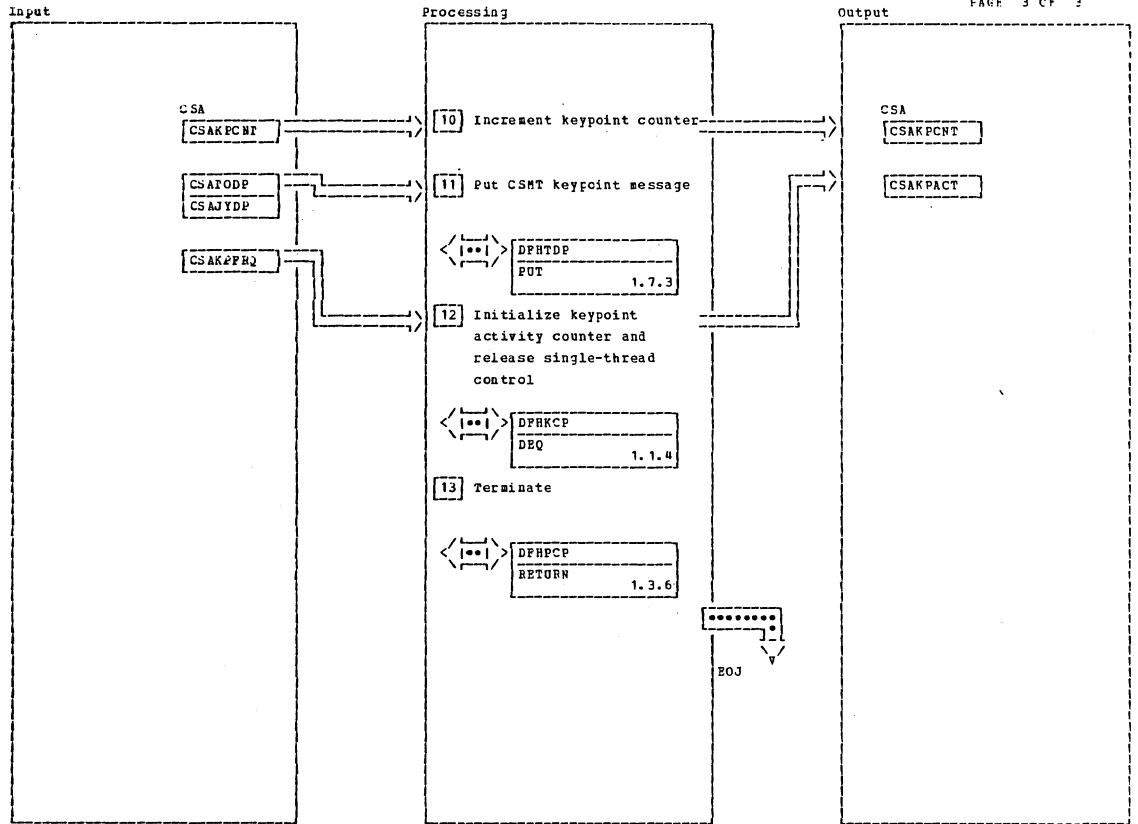 PAGE 3 OF 3
Input
Processing
Output
CSA
CSAKPCNT
10 Increment keypoint counter
CSA
CSAKPCNT
CSATODP
CSAJYDP
11 Put CSMT keypoint message
CSAKPACT
CSAKPFRQ
DFHTDP
PUT
1.7.3
12 Initialize keypoint
activity counter and
release single-thread
control
DFHKCP
DEQ
1.1.4
13 Terminate
DFHPCP
RETURN
1.3.6
EOJ